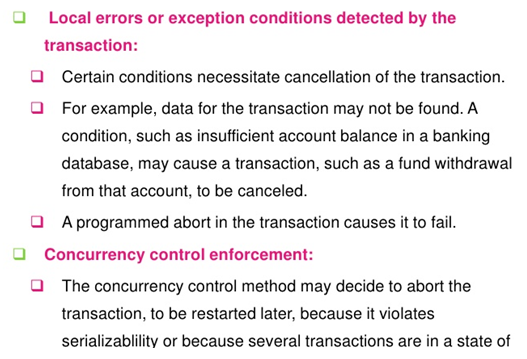 Local errors or exception conditions detected by the
transaction:
Certain conditions necessitate cancellation of the transaction.
For example, data for the transaction may not be found. A
condition, such as insufficient account balance in a banking
database, may cause a transaction, such as a fund withdrawal
from that account, to be canceled.
A programmed abort in the transaction causes it to fail.
Concurrency control enforcement:
The concurrency control method may decide to abort the
transaction, to be restarted later, because it violates
serializablility or because several transactions are in a state of